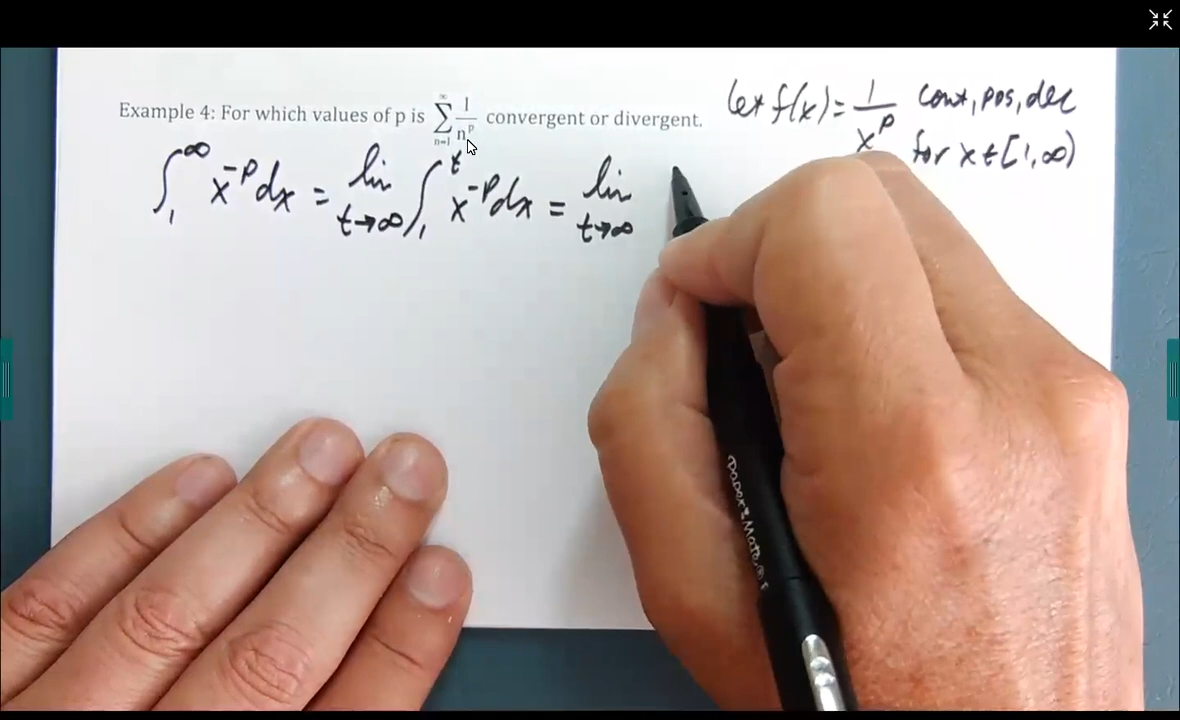 Example 4: For which values of p is ∑_{n=1}^{∞} 1/n^p convergent or divergent.
let f(x) = 1/x^p cont, pos, dec
for x ∈ [1, ∞)
∫_1^∞ x^{-p} dx = lim_{t→∞} ∫_1^t x^{-p} dx = lim_{t→∞}
Paper Mate®